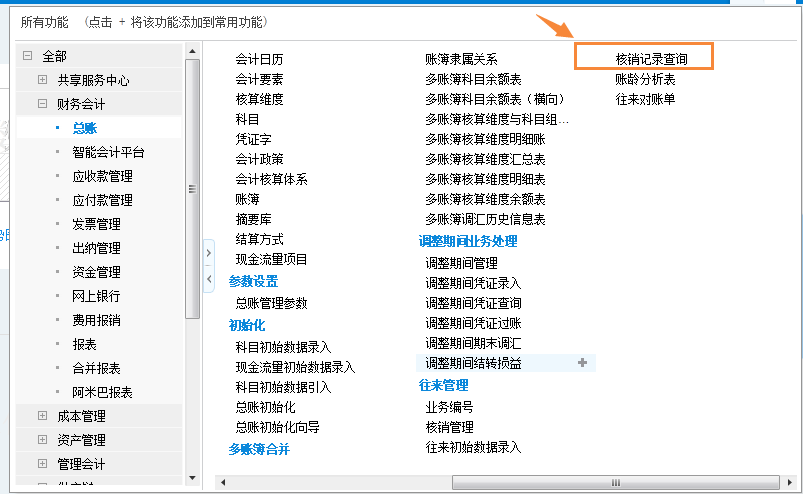 所有功能 (点击 + 将该功能添加到常用功能)
全部
共享服务中心
财务会计
总账
智能会计平台
应收款管理
应付款管理
发票管理
出纳管理
资金管理
网上银行
费用报销
报表
合并报表
阿米巴报表
成本管理
资产管理
管理会计
会计日历
会计要素
核算维度
科目
凭证字
会计政策
会计核算体系
账簿
摘要库
结算方式
现金流量项目
参数设置
总账管理参数
初始化
科目初始数据录入
现金流量初始数据录入
科目初始数据引入
总账初始化
总账初始化向导
多账簿合并
账簿隶属关系
多账簿科目余额表
多账簿科目余额表（横向）
多账簿核算维度与科目组...
多账簿核算维度明细账
多账簿核算维度汇总表
多账簿核算维度明细表
多账簿核算维度余额表
多账簿调汇历史信息表
调整期间业务处理
调整期间管理
调整期间凭证录入
调整期间凭证查询
调整期间凭证过账
调整期间期末调汇
调整期间结转损益
往来管理
业务编号
核销管理
往来初始数据录入
核销记录查询
账龄分析表
往来对账单